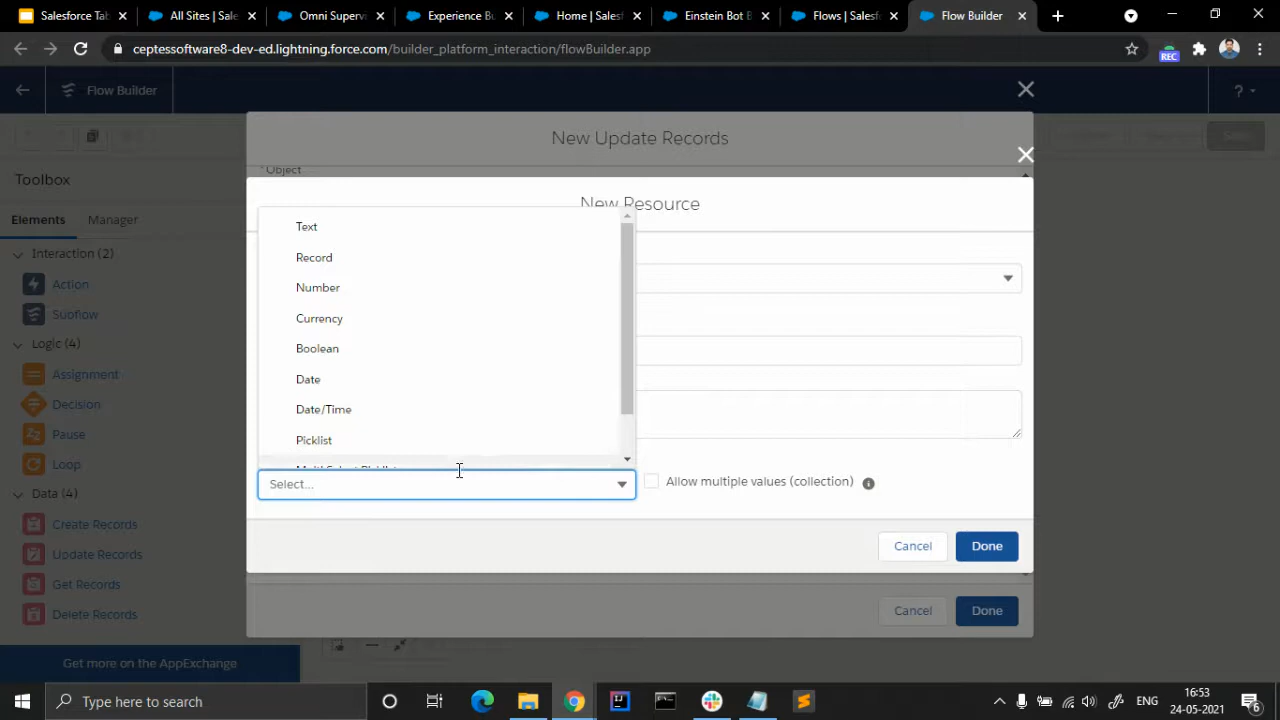 Salesforce Tab
All Sites | Sales
Omni Supervi
Experience Bu
Home | Salesf
Einstein Bot B
Flows | Salesf
Flow Builder
ceptessoftware8-dev-ed.lightning.force.com/builder_platform_interaction/flowBuilder.app
REC
Flow Builder
?
New Update Records
*Object
Toolbox
New Resource
Elements
Manager
Interaction (2)
Action
Subflow
Logic (4)
Assignment
Decision
Pause
Loop
Data (4)
Create Records
Update Records
Get Records
Delete Records
Text
Record
Number
Currency
Boolean
Date
Date/Time
Picklist
Select...
Allow multiple values (collection)
Cancel
Done
Cancel
Done
Get more on the AppExchange
Type here to search
ENG
16:53
24-05-2021
6